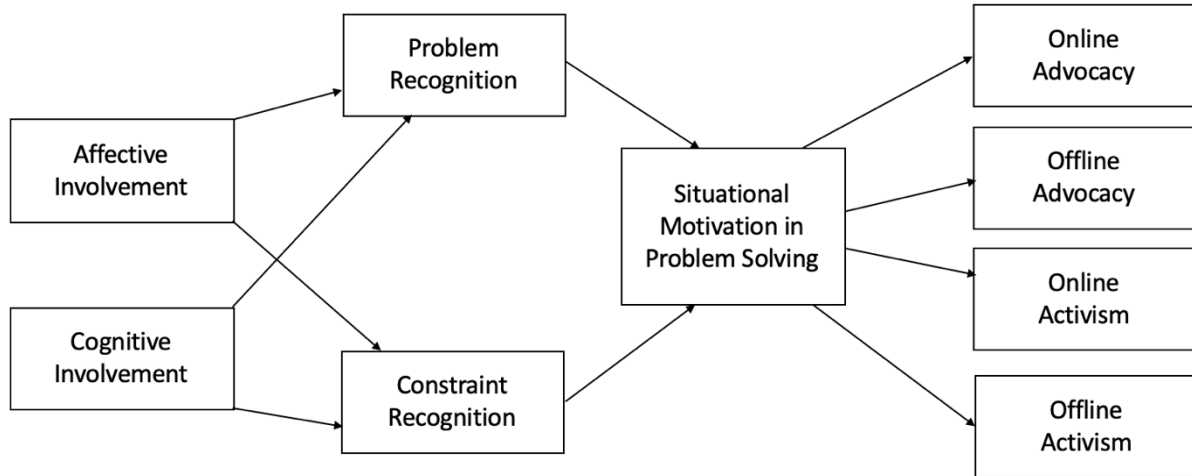 Affective
Involvement
Cognitive
Involvement
Problem
Recognition
Constraint
Recognition
Situational
Motivation in
Problem Solving
Online
Advocacy
Offline
Advocacy
Online
Activism
Offline
Activism